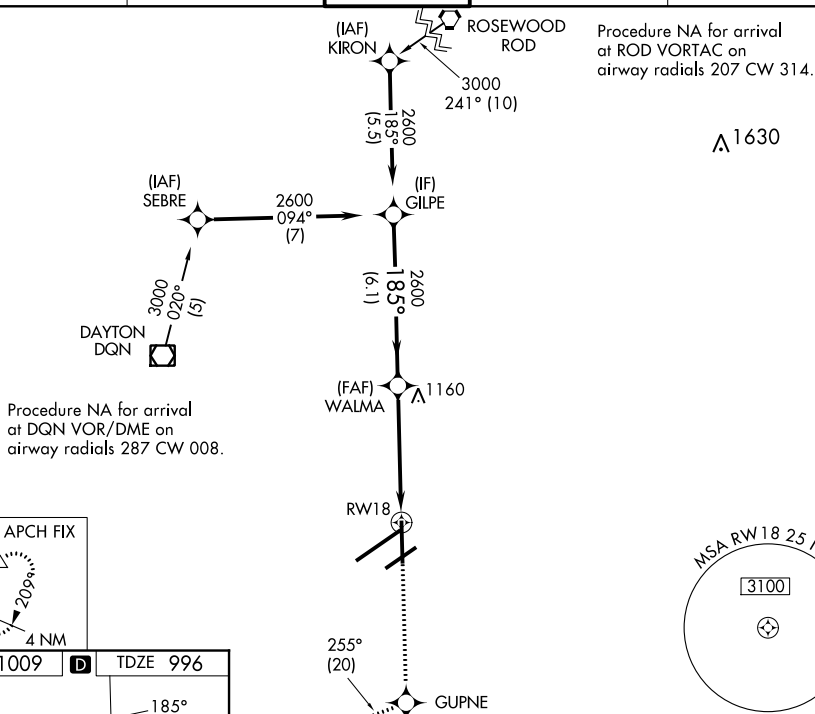 (IAF)
KIRON
ROSEWOOD
ROD
Procedure NA for arrival
at ROD VORTAC on
airway radials 207 CW 314.
3000
241° (10)
2600
185°
(5.5)
1630
(IAF)
SEBRE
2600
094°
(7)
(IF)
GILPE
3000
020°
(5)
2600
185°
(6.1)
DAYTON
DQN
(FAF)
WALMA
1160
Procedure NA for arrival
at DQN VOR/DME on
airway radials 287 CW 008.
RW18
APCH FIX
209°
4 NM
MSA RW18 25
3100
1009
D
TDZE 996
255°
(20)
185°
GUPNE